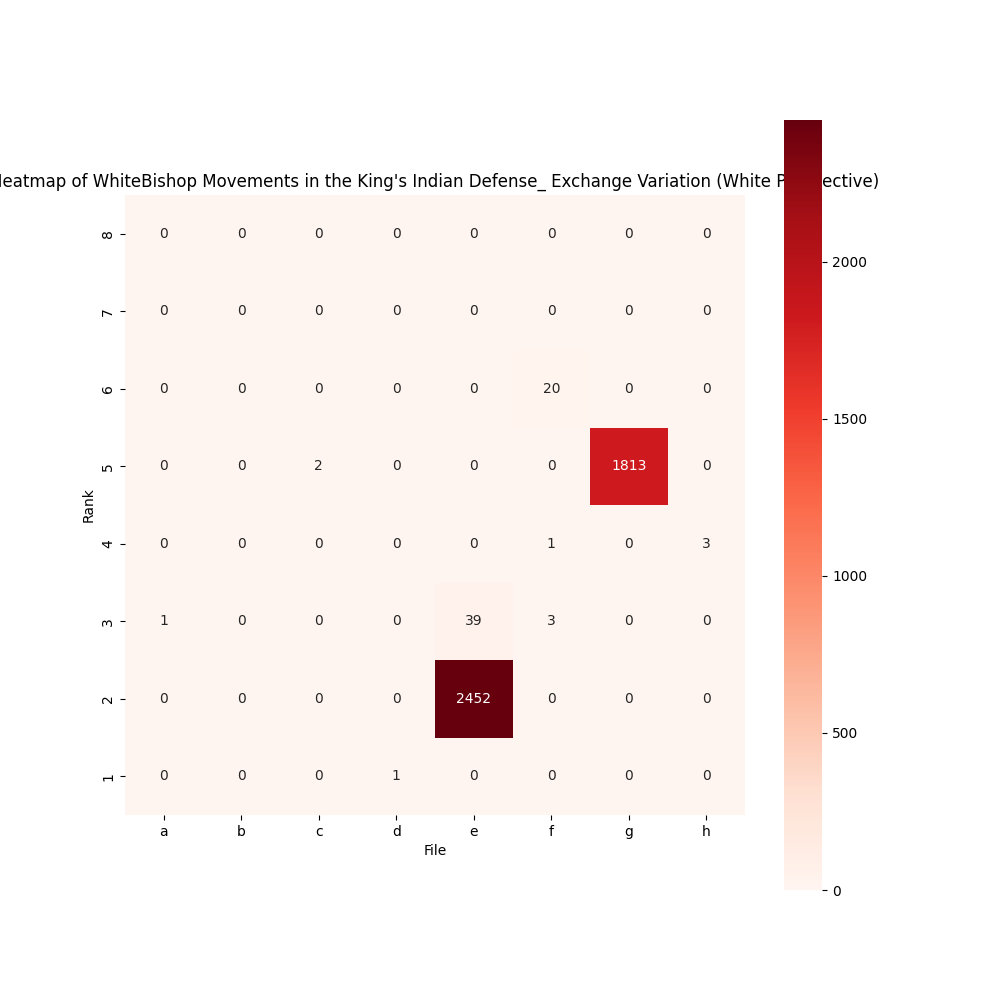 Heatmap of WhiteBishop Movements in the King's Indian Defense_ Exchange Variation (White P ective)
8 0 0 0 0 0 0 0 0
2000
7 0 0 0 0 0 0 0 0
6 0 0 0 0 0 20 0 0
1500
5 0 0 2 0 0 0 1813 0
Rank
4 0 0 0 0 0 1 0 3
1000
3 1 0 0 0 39 3 0 0
2 0 0 0 0 2452 0 0 0
500
1 0 0 0 1 0 0 0 0
a b c d e f g h
File
0